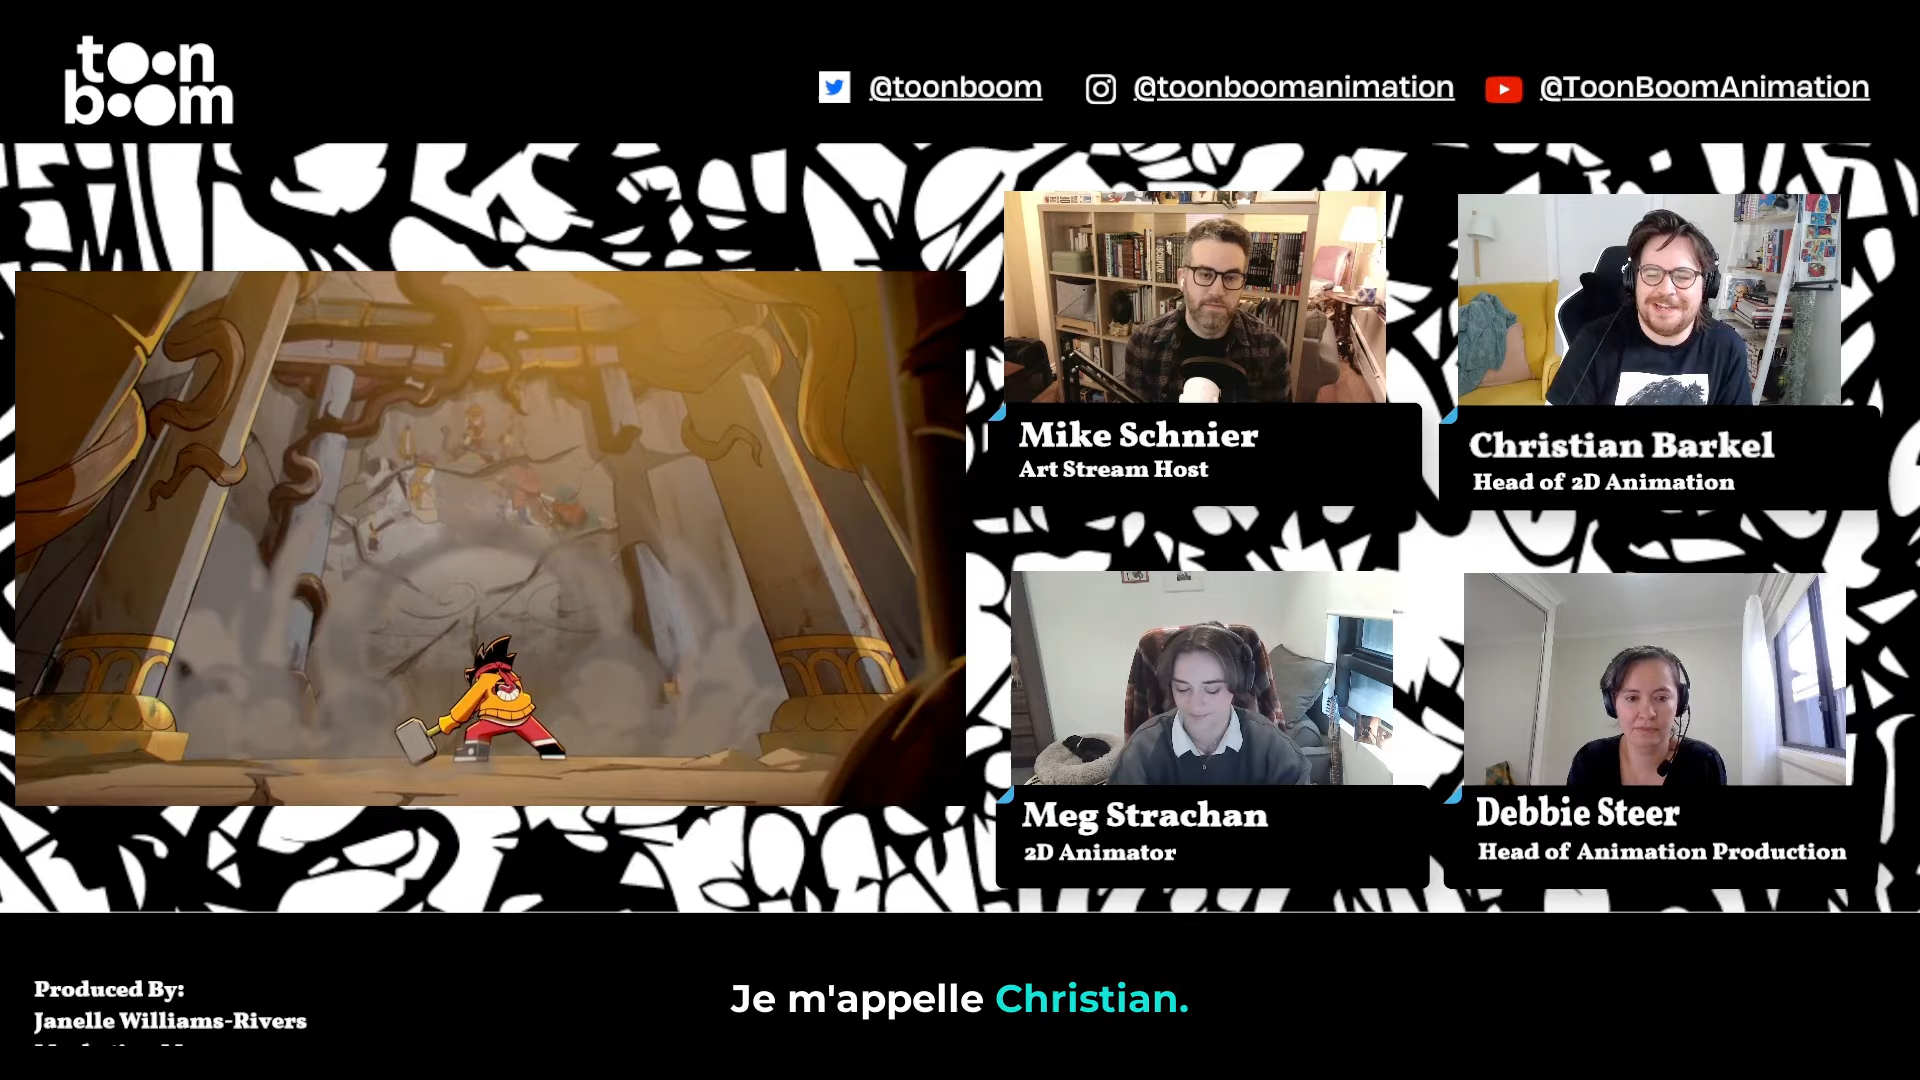 toon
boom
@toonboom
@toonboomanimation
@ToonBoomAnimation
Mike Schnier
Art Stream Host
Christian Barkel
Head of 2D Animation
Meg Strachan
2D Animator
Debbie Steer
Head of Animation Production
Produced By:
Janelle Williams-Rivers
Je m'appelle Christian.